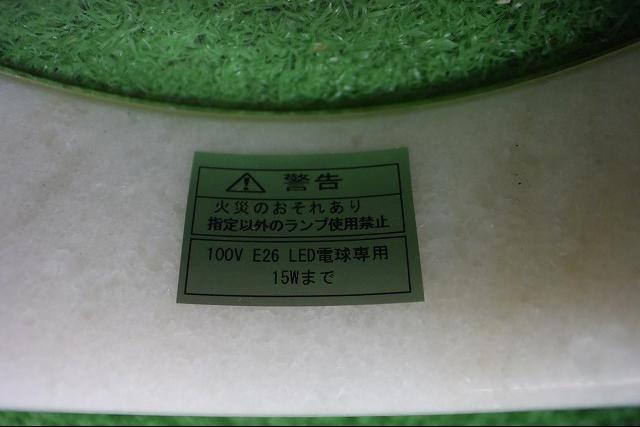 ⚠ 警告
火災のおそれあり
指定以外のランプ使用禁止
100V E26 LED電球専用
15Wまで